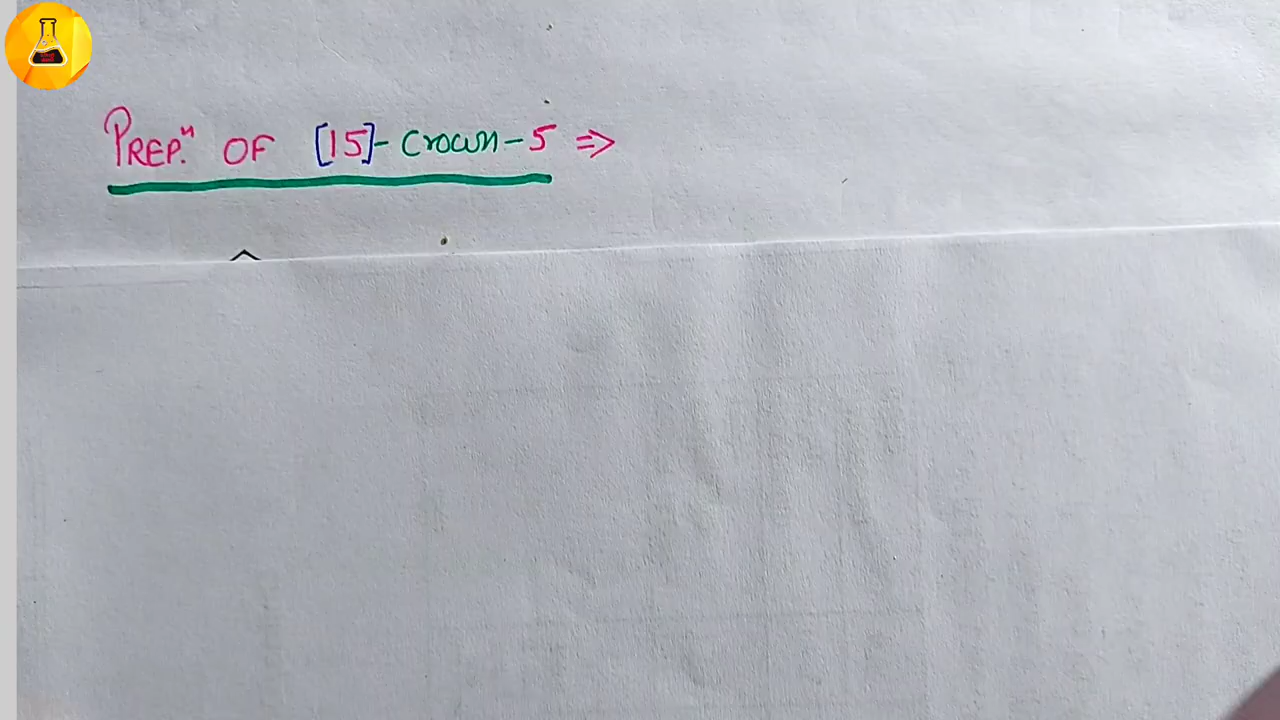 PREP.ⁿ OF [15]-Crown-5 ⇒